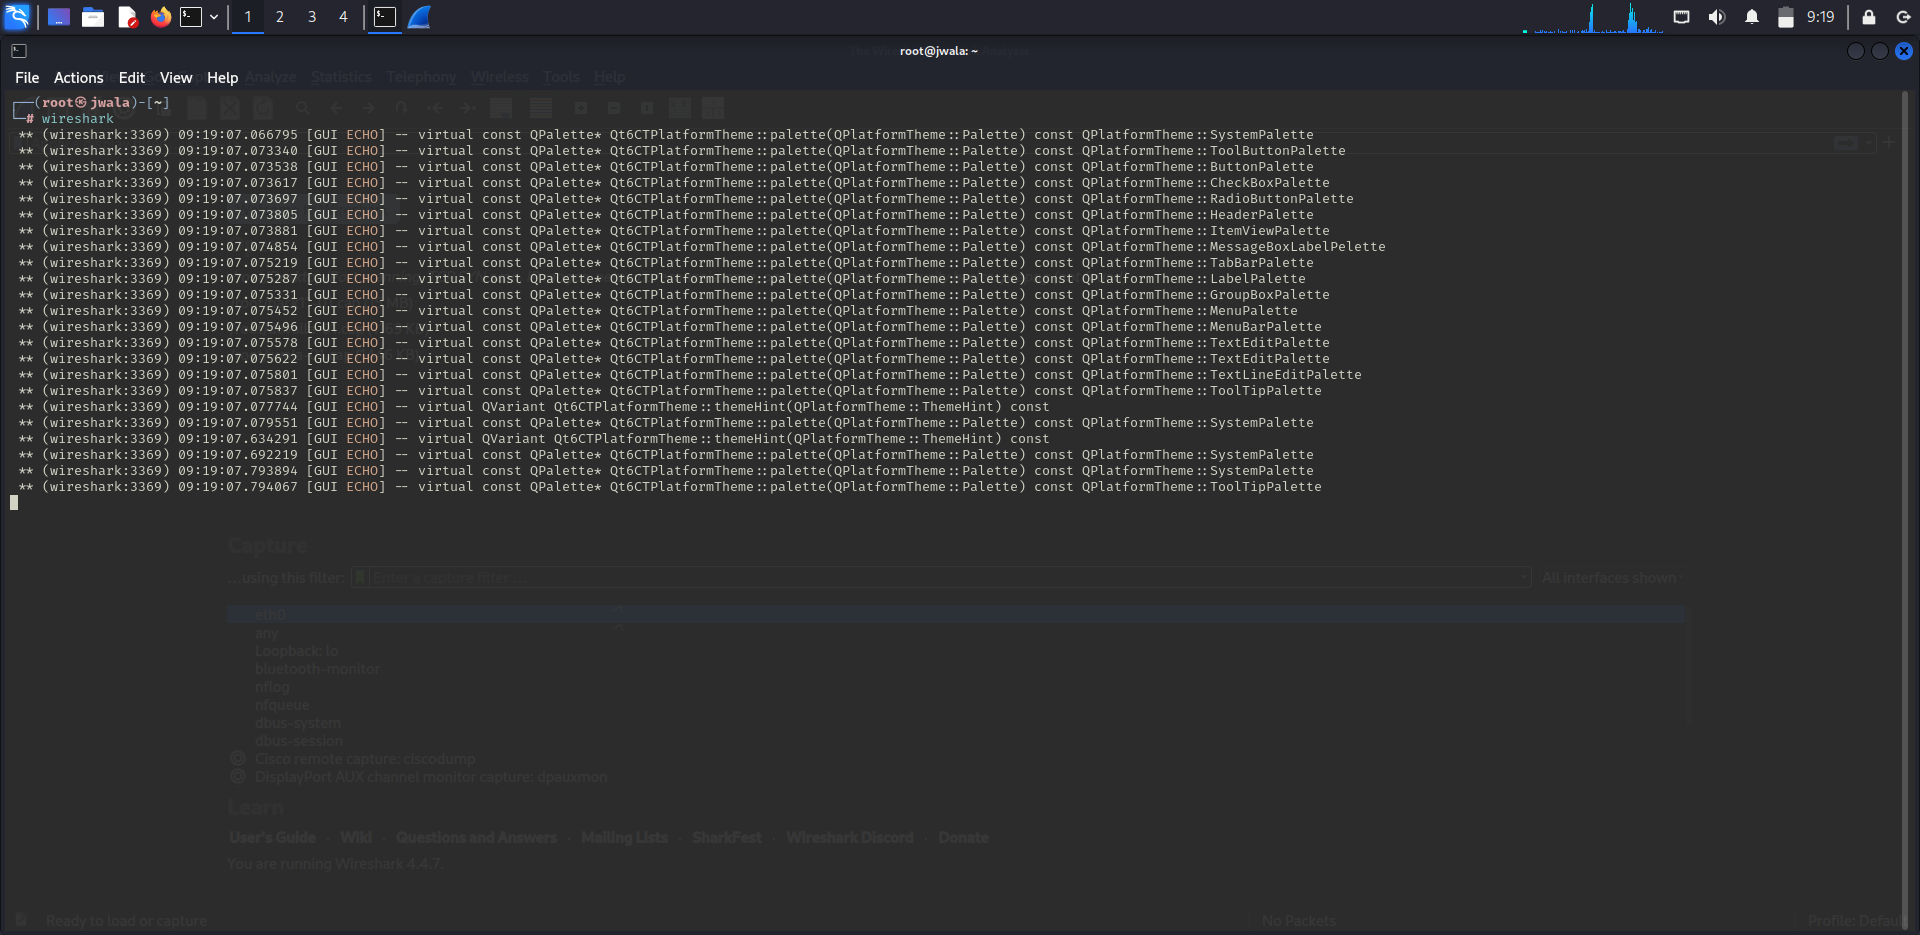 1 2 3 4 9:19
root@jwala: ~
File Actions Edit View Help
Analyze Statistics Telephony Wireless Tools Help
┌──(root㉿jwala)-[~]
└─# wireshark
** (wireshark:3369) 09:19:07.066795 [GUI ECHO] -- virtual const QPalette* Qt6CTPlatformTheme::palette(QPlatformTheme::Palette) const QPlatformTheme::SystemPalette
** (wireshark:3369) 09:19:07.073340 [GUI ECHO] -- virtual const QPalette* Qt6CTPlatformTheme::palette(QPlatformTheme::Palette) const QPlatformTheme::ToolButtonPalette
** (wireshark:3369) 09:19:07.073538 [GUI ECHO] -- virtual const QPalette* Qt6CTPlatformTheme::palette(QPlatformTheme::Palette) const QPlatformTheme::ButtonPalette
** (wireshark:3369) 09:19:07.073617 [GUI ECHO] -- virtual const QPalette* Qt6CTPlatformTheme::palette(QPlatformTheme::Palette) const QPlatformTheme::CheckBoxPalette
** (wireshark:3369) 09:19:07.073697 [GUI ECHO] -- virtual const QPalette* Qt6CTPlatformTheme::palette(QPlatformTheme::Palette) const QPlatformTheme::RadioButtonPalette
** (wireshark:3369) 09:19:07.073805 [GUI ECHO] -- virtual const QPalette* Qt6CTPlatformTheme::palette(QPlatformTheme::Palette) const QPlatformTheme::HeaderPalette
** (wireshark:3369) 09:19:07.073881 [GUI ECHO] -- virtual const QPalette* Qt6CTPlatformTheme::palette(QPlatformTheme::Palette) const QPlatformTheme::ItemViewPalette
** (wireshark:3369) 09:19:07.074854 [GUI ECHO] -- virtual const QPalette* Qt6CTPlatformTheme::palette(QPlatformTheme::Palette) const QPlatformTheme::MessageBoxLabelPelette
** (wireshark:3369) 09:19:07.075219 [GUI ECHO] -- virtual const QPalette* Qt6CTPlatformTheme::palette(QPlatformTheme::Palette) const QPlatformTheme::TabBarPalette
** (wireshark:3369) 09:19:07.075287 [GUI ECHO] -- virtual const QPalette* Qt6CTPlatformTheme::palette(QPlatformTheme::Palette) const QPlatformTheme::LabelPalette
** (wireshark:3369) 09:19:07.075331 [GUI ECHO] -- virtual const QPalette* Qt6CTPlatformTheme::palette(QPlatformTheme::Palette) const QPlatformTheme::GroupBoxPalette
** (wireshark:3369) 09:19:07.075452 [GUI ECHO] -- virtual const QPalette* Qt6CTPlatformTheme::palette(QPlatformTheme::Palette) const QPlatformTheme::MenuPalette
** (wireshark:3369) 09:19:07.075496 [GUI ECHO] -- virtual const QPalette* Qt6CTPlatformTheme::palette(QPlatformTheme::Palette) const QPlatformTheme::MenuBarPalette
** (wireshark:3369) 09:19:07.075578 [GUI ECHO] -- virtual const QPalette* Qt6CTPlatformTheme::palette(QPlatformTheme::Palette) const QPlatformTheme::TextEditPalette
** (wireshark:3369) 09:19:07.075622 [GUI ECHO] -- virtual const QPalette* Qt6CTPlatformTheme::palette(QPlatformTheme::Palette) const QPlatformTheme::TextEditPalette
** (wireshark:3369) 09:19:07.075801 [GUI ECHO] -- virtual const QPalette* Qt6CTPlatformTheme::palette(QPlatformTheme::Palette) const QPlatformTheme::TextLineEditPalette
** (wireshark:3369) 09:19:07.075837 [GUI ECHO] -- virtual const QPalette* Qt6CTPlatformTheme::palette(QPlatformTheme::Palette) const QPlatformTheme::ToolTipPalette
** (wireshark:3369) 09:19:07.077744 [GUI ECHO] -- virtual QVariant Qt6CTPlatformTheme::themeHint(QPlatformTheme::ThemeHint) const
** (wireshark:3369) 09:19:07.079551 [GUI ECHO] -- virtual const QPalette* Qt6CTPlatformTheme::palette(QPlatformTheme::Palette) const QPlatformTheme::SystemPalette
** (wireshark:3369) 09:19:07.634291 [GUI ECHO] -- virtual QVariant Qt6CTPlatformTheme::themeHint(QPlatformTheme::ThemeHint) const
** (wireshark:3369) 09:19:07.692219 [GUI ECHO] -- virtual const QPalette* Qt6CTPlatformTheme::palette(QPlatformTheme::Palette) const QPlatformTheme::SystemPalette
** (wireshark:3369) 09:19:07.793894 [GUI ECHO] -- virtual const QPalette* Qt6CTPlatformTheme::palette(QPlatformTheme::Palette) const QPlatformTheme::SystemPalette
** (wireshark:3369) 09:19:07.794067 [GUI ECHO] -- virtual const QPalette* Qt6CTPlatformTheme::palette(QPlatformTheme::Palette) const QPlatformTheme::ToolTipPalette
Capture
...using this filter: Enter a capture filter ... All interfaces shown
eth0
any
Loopback: lo
bluetooth-monitor
nflog
nfqueue
dbus-system
dbus-session
Cisco remote capture: ciscodump
DisplayPort AUX channel monitor capture: dpauxmon
Learn
User's Guide · Wiki · Questions and Answers · Mailing Lists · SharkFest · Wireshark Discord · Donate
You are running Wireshark 4.4.7.
Ready to load or capture No Packets Profile: Default